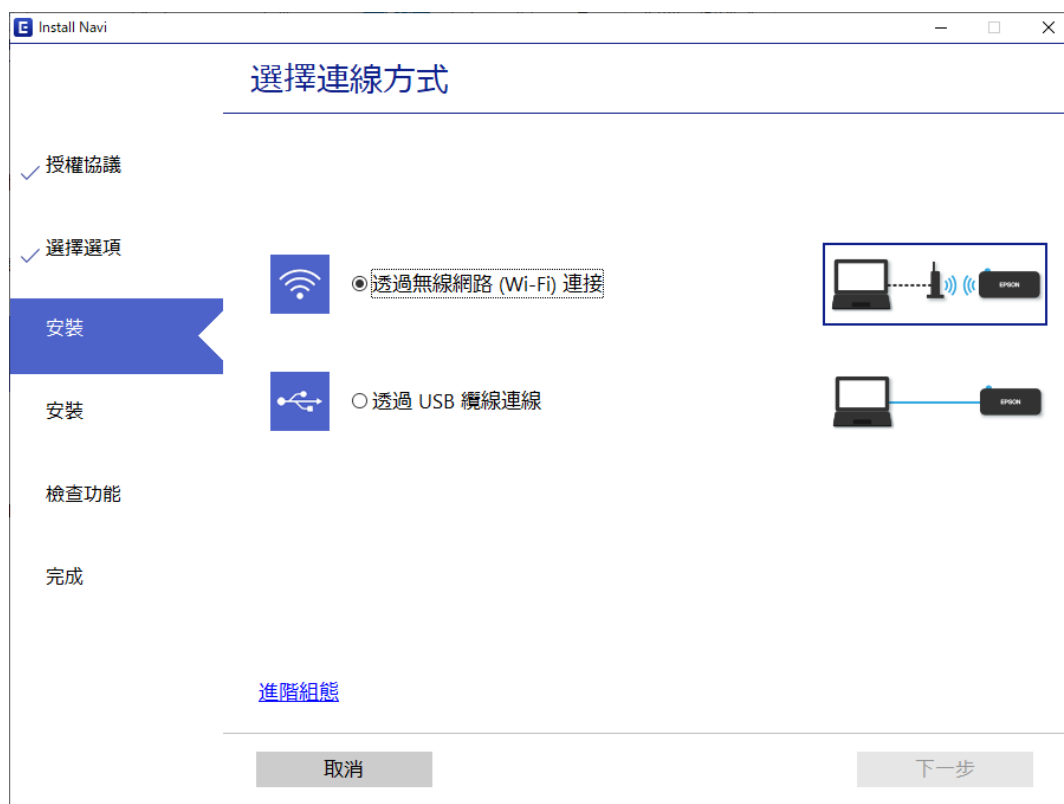 Install Navi
選擇連線方式
授權協議
選擇選項
安裝
安裝
檢查功能
完成
透過無線網路 (Wi-Fi) 連接
EPSON
透過 USB 纜線連線
EPSON
進階組態
取消
下一步